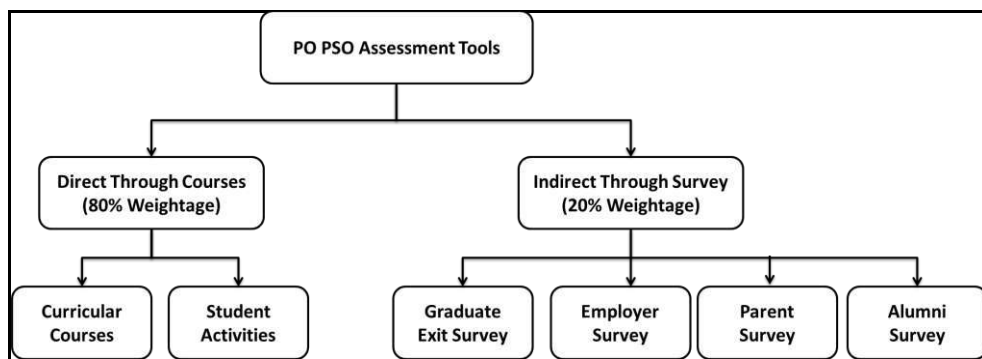 PO PSO Assessment Tools
Direct Through Courses
(80% Weightage)
Indirect Through Survey
(20% Weightage)
Curricular
Courses
Student
Activities
Graduate
Exit Survey
Employer
Survey
Parent
Survey
Alumni
Survey